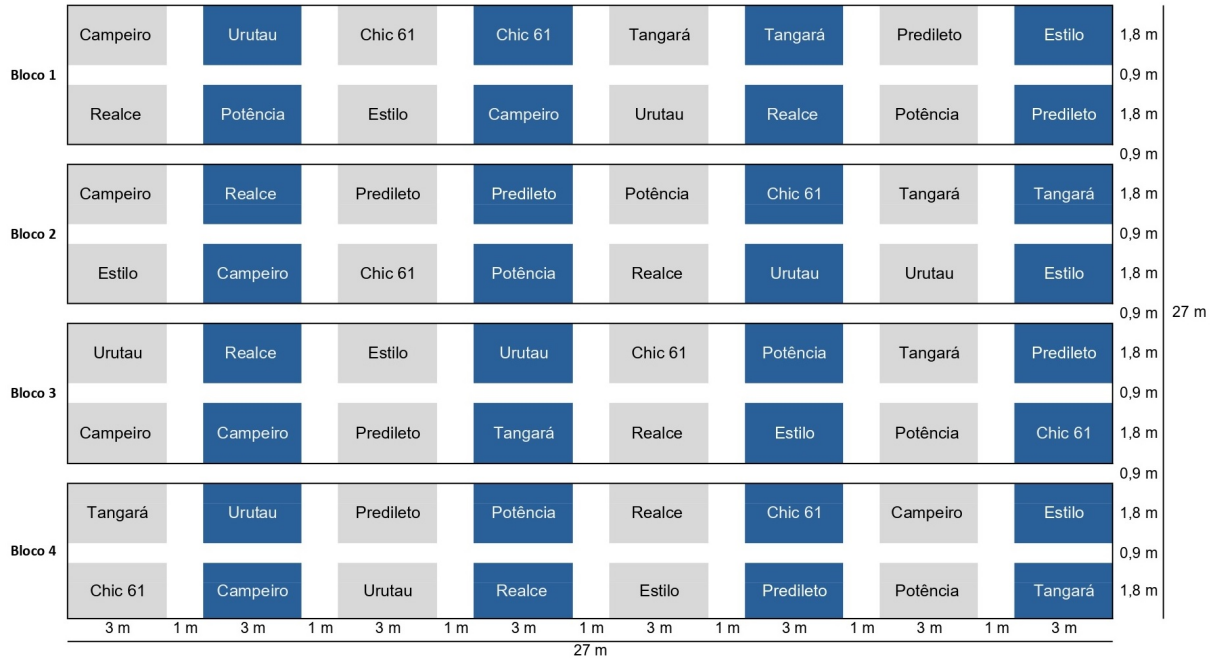 Campeiro Urutau Chic 61 Chic 61 Tangará Tangará Predileto Estilo 1,8 m
Bloco 1 0,9 m
Realce Potência Estilo Campeiro Urutau Realce Potência Predileto 1,8 m
0,9 m
Campeiro Realce Predileto Predileto Potência Chic 61 Tangará Tangará 1,8 m
Bloco 2 0,9 m
Estilo Campeiro Chic 61 Potência Realce Urutau Urutau Estilo 1,8 m
0,9 m 27 m
Urutau Realce Estilo Urutau Chic 61 Potência Tangará Predileto 1,8 m
Bloco 3 0,9 m
Campeiro Campeiro Predileto Tangará Realce Estilo Potência Chic 61 1,8 m
0,9 m
Tangará Urutau Predileto Potência Realce Chic 61 Campeiro Estilo 1,8 m
Bloco 4 0,9 m
Chic 61 Campeiro Urutau Realce Estilo Predileto Potência Tangará 1,8 m
3 m 1 m 3 m 1 m 3 m 1 m 3 m 1 m 3 m 1 m 3 m 1 m 3 m 1 m 3 m
27 m